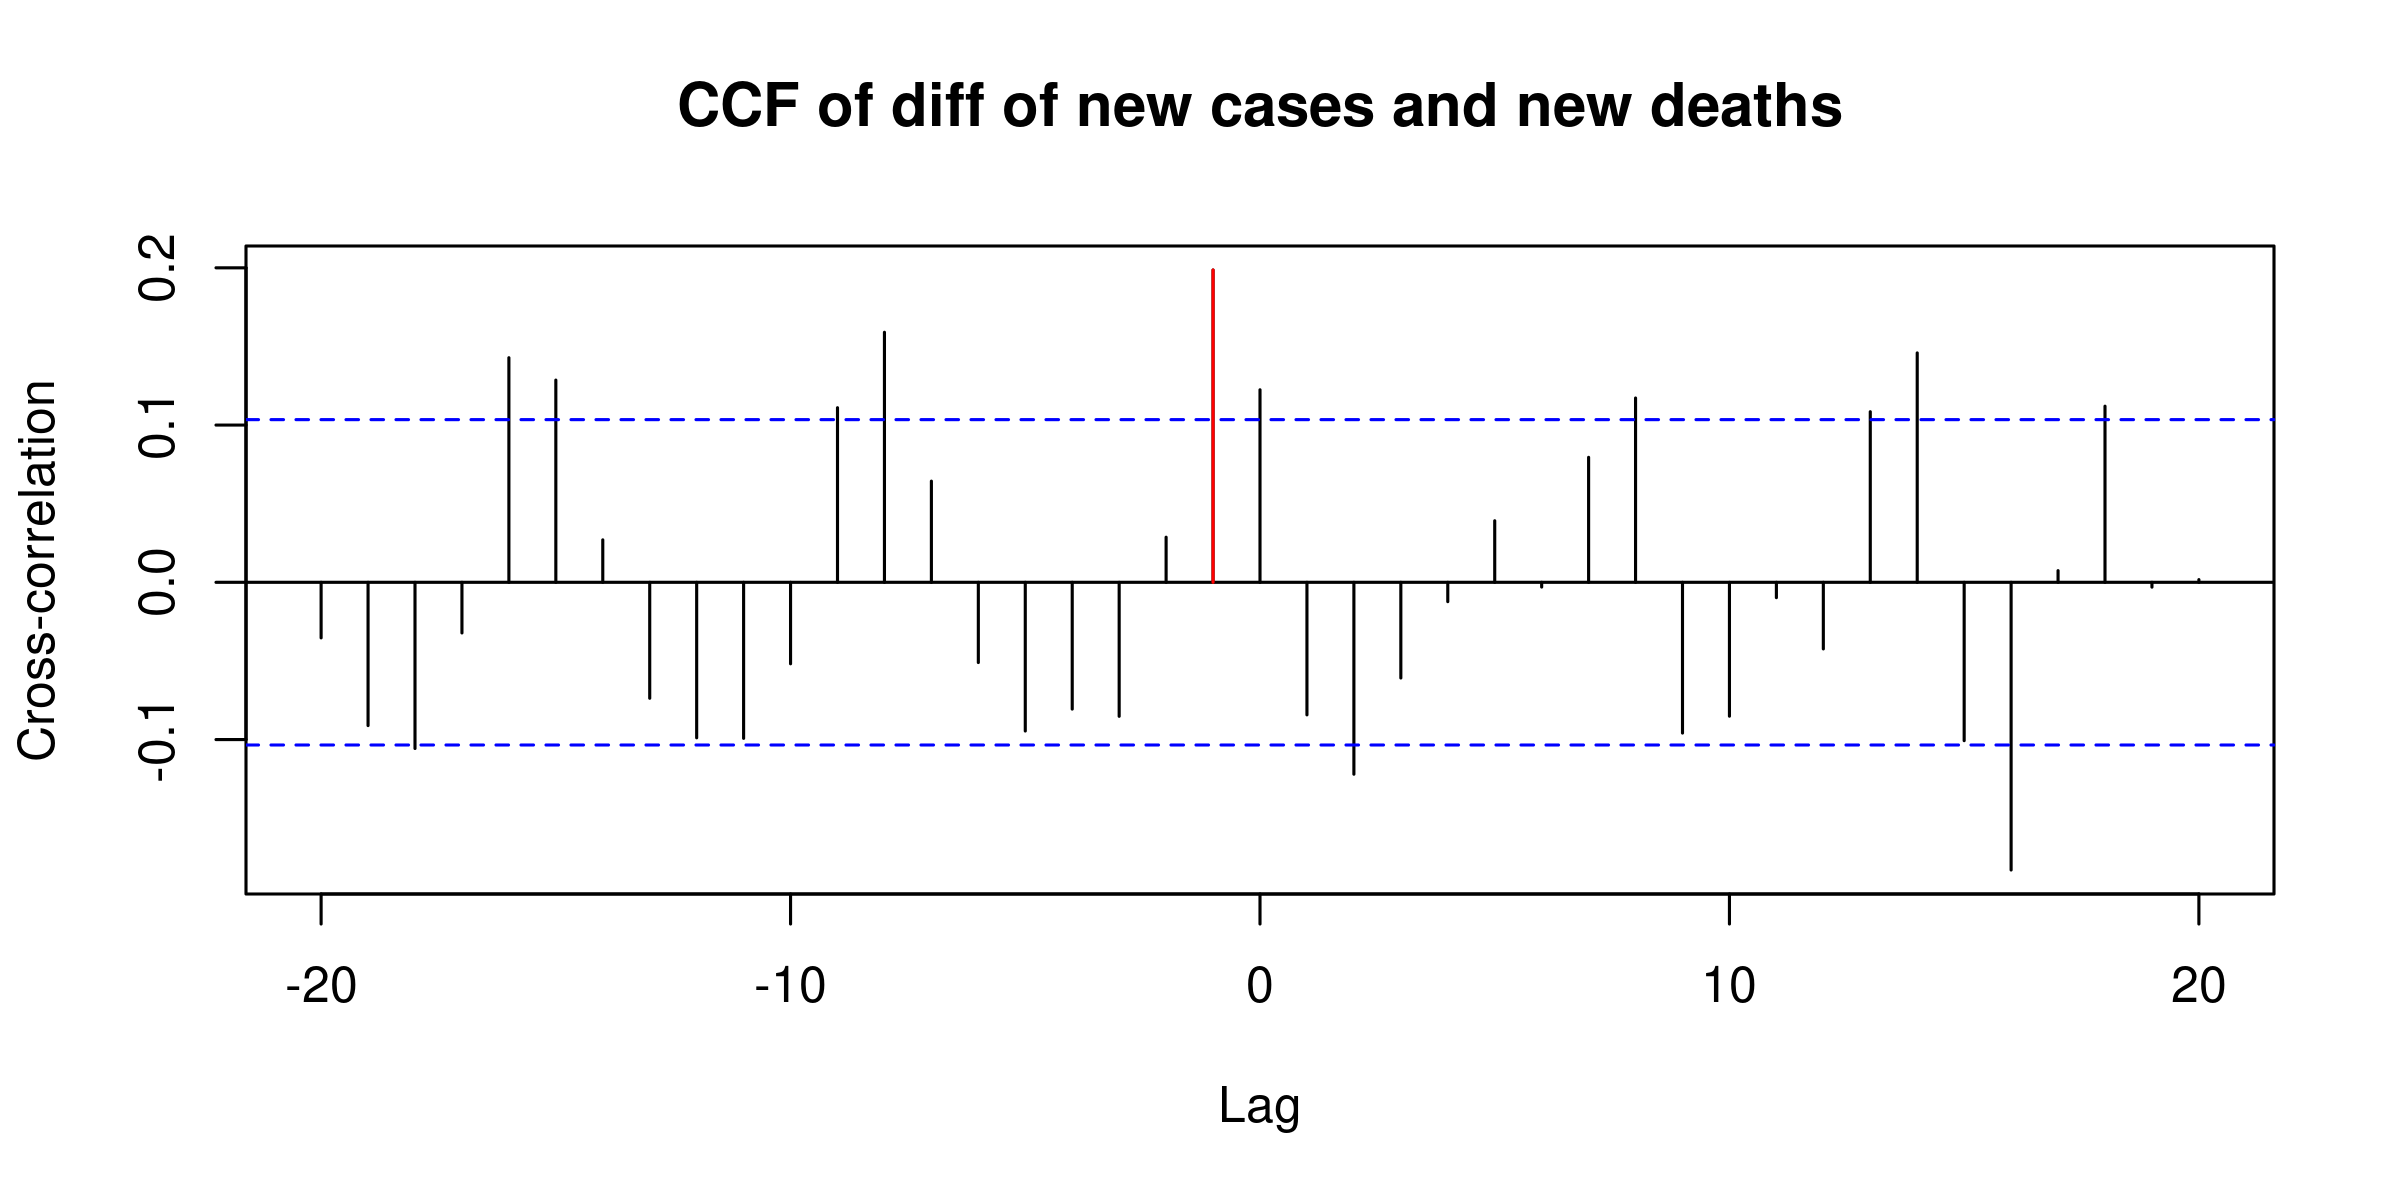 CCF of diff of new cases and new deaths
Cross-correlation
0.2
0.1
0.0
-0.1
-20 -10 0 10 20
Lag